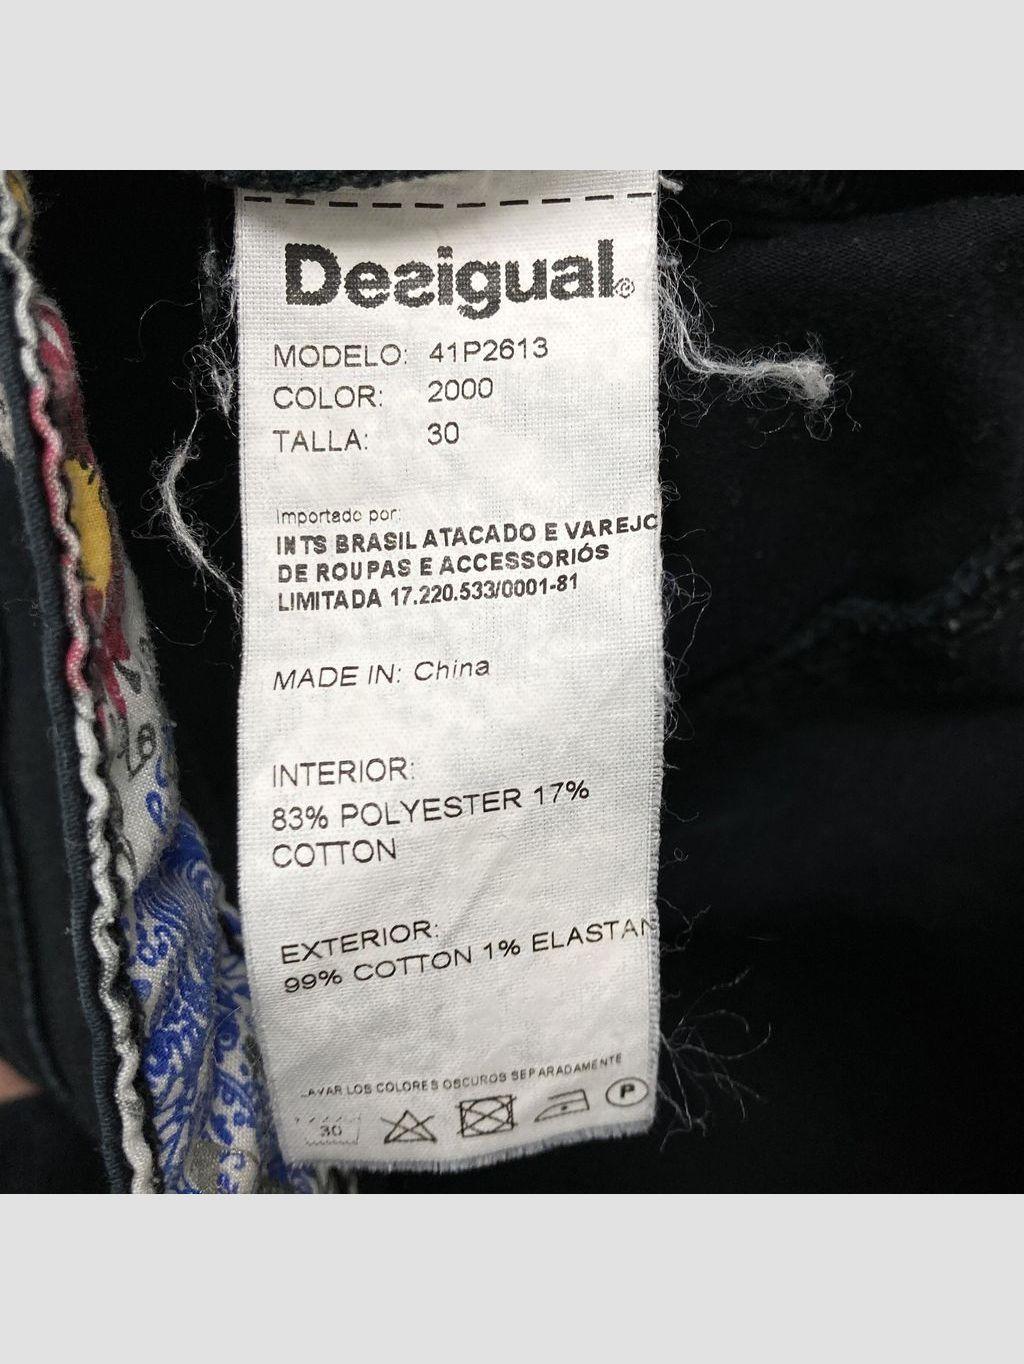 Desigual®
MODELO: 41P2613
COLOR: 2000
TALLA: 30
Importado por:
INTS BRASIL ATACADO E VAREJO
DE ROUPAS E ACCESSORIÓS
LIMITADA 17.220.533/0001-81
MADE IN: China
INTERIOR:
83% POLYESTER 17%
COTTON
EXTERIOR:
99% COTTON 1% ELASTAN
LAVAR LOS COLORES OSCUROS SEPARADAMENTE
30 P